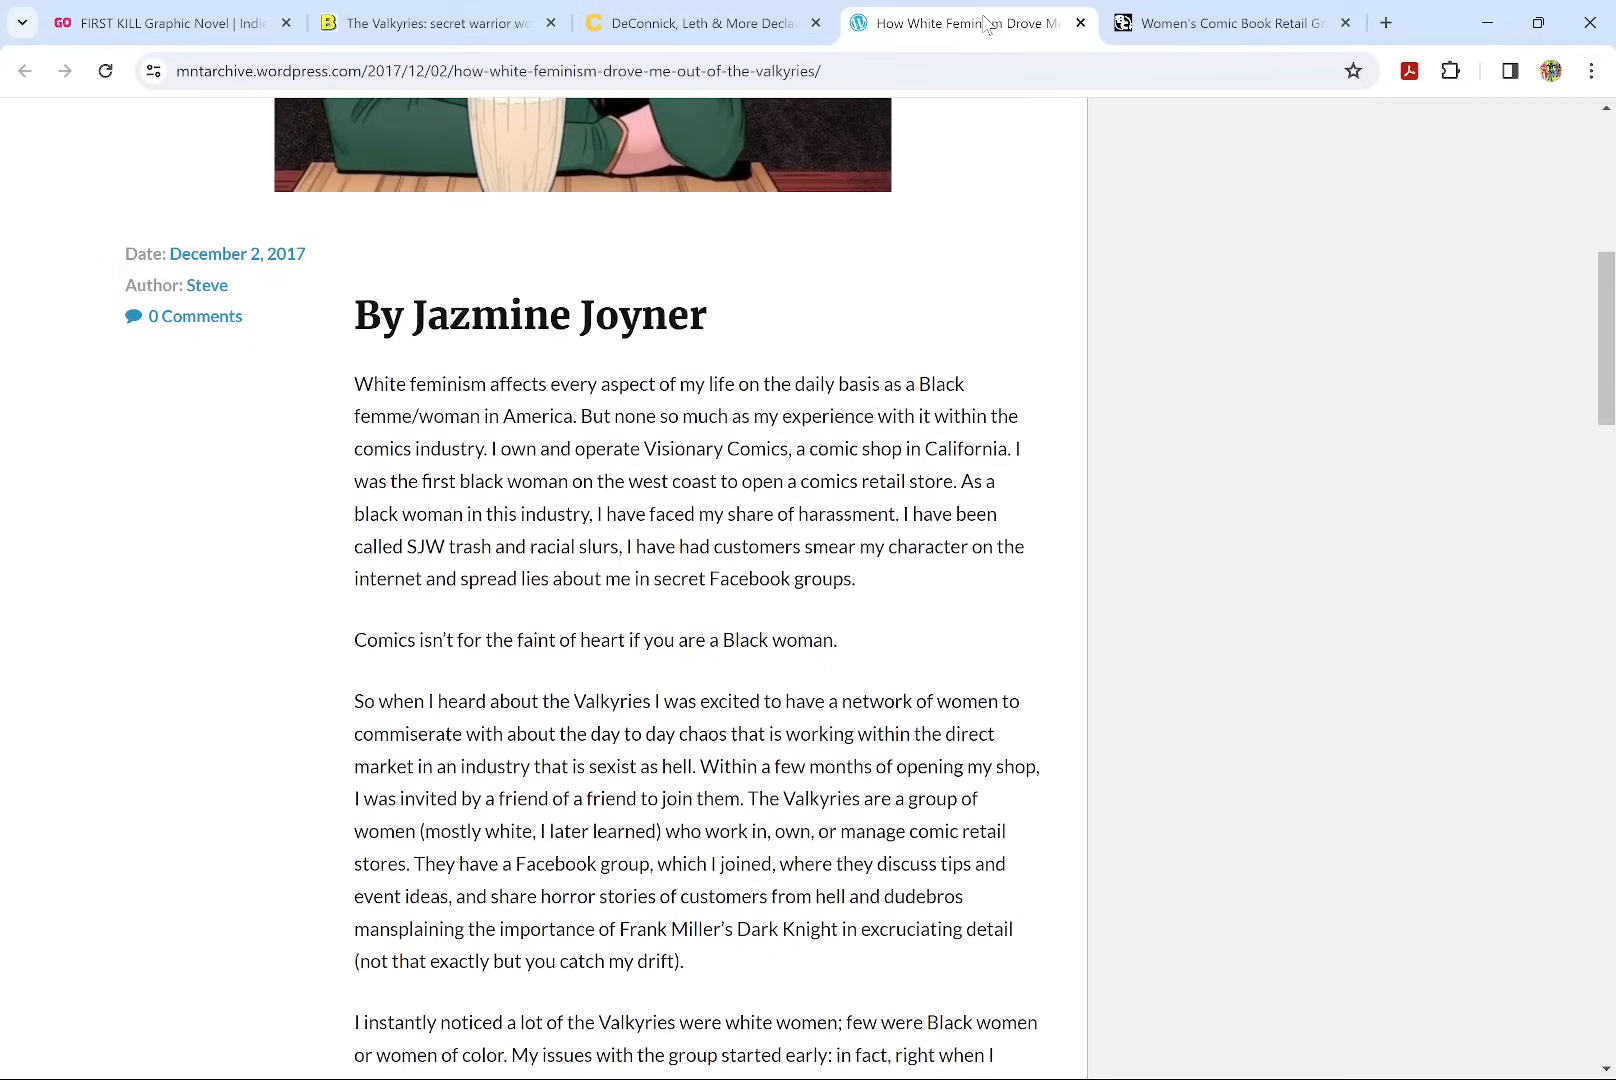 FIRST KILL Graphic Novel | Indie
The Valkyries: secret warrior wo
DeConnick, Leth & More Decla
How White Feminism Drove Me
Women's Comic Book Retail Gr
mntarchive.wordpress.com/2017/12/02/how-white-feminism-drove-me-out-of-the-valkyries/
Date: December 2, 2017
Author: Steve
0 Comments
By Jazmine Joyner
White feminism affects every aspect of my life on the daily basis as a Black
femme/woman in America. But none so much as my experience with it within the
comics industry. I own and operate Visionary Comics, a comic shop in California. I
was the first black woman on the west coast to open a comics retail store. As a
black woman in this industry, I have faced my share of harassment. I have been
called SJW trash and racial slurs, I have had customers smear my character on the
internet and spread lies about me in secret Facebook groups.
Comics isn’t for the faint of heart if you are a Black woman.
So when I heard about the Valkyries I was excited to have a network of women to
commiserate with about the day to day chaos that is working within the direct
market in an industry that is sexist as hell. Within a few months of opening my shop,
I was invited by a friend of a friend to join them. The Valkyries are a group of
women (mostly white, I later learned) who work in, own, or manage comic retail
stores. They have a Facebook group, which I joined, where they discuss tips and
event ideas, and share horror stories of customers from hell and dudebros
mansplaining the importance of Frank Miller’s Dark Knight in excruciating detail
(not that exactly but you catch my drift).
I instantly noticed a lot of the Valkyries were white women; few were Black women
or women of color. My issues with the group started early: in fact, right when I